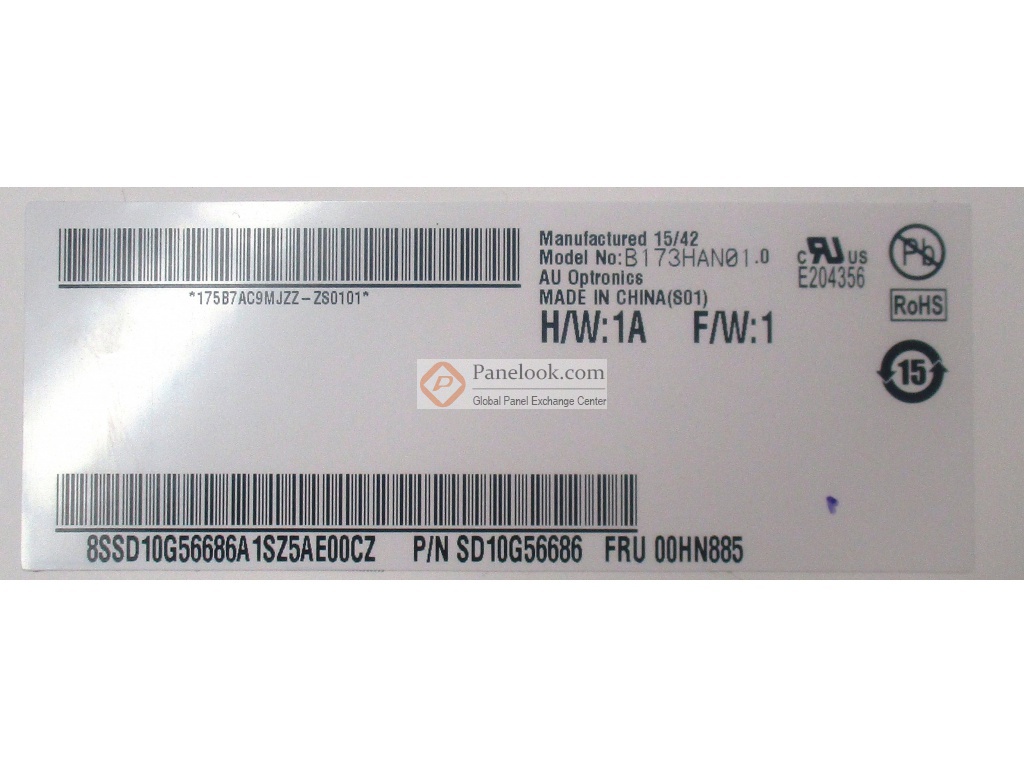 *175B7AC9MJZZ-ZS0101*
Manufactured 15/42
Model No:B173HAN01.0
AU Optronics
MADE IN CHINA(S01)
H/W:1A F/W:1
c RU US
E204356
Pb
RoHS
15
Panelook.com
Global Panel Exchange Center
8SSD10G56686A1SZ5AE00CZ P/N SD10G56686 FRU 00HN885